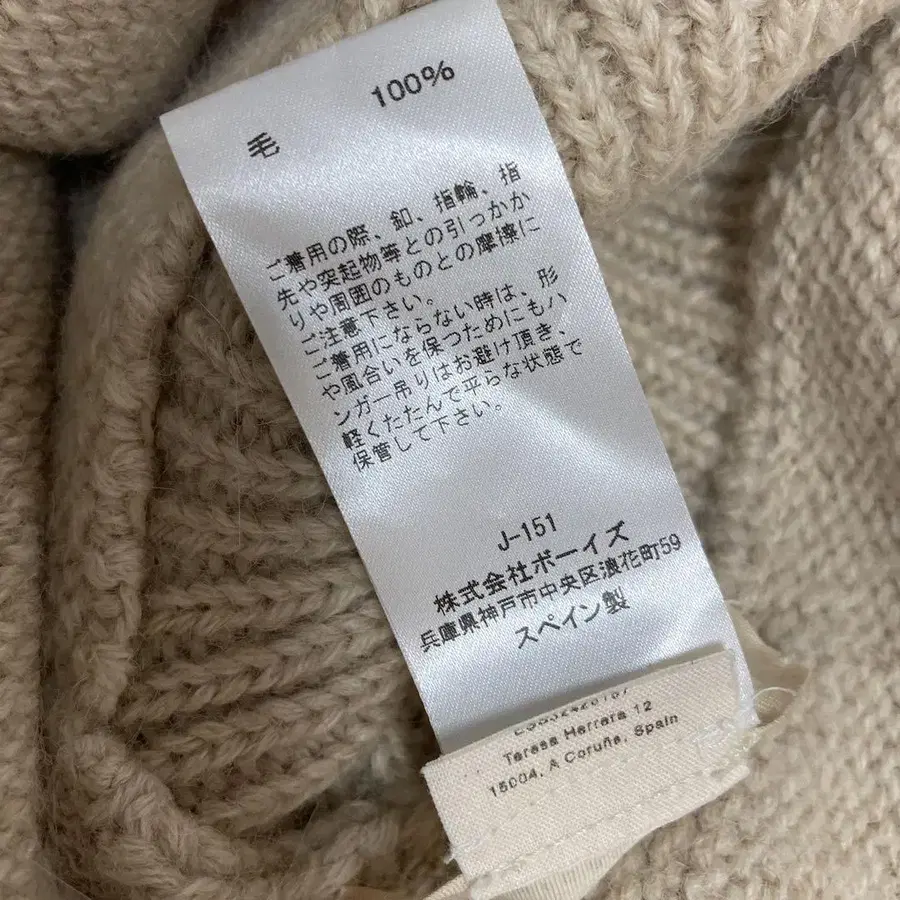 毛 100%
ご着用の際、釦、指輪、指
先や突起物等との引っかか
りや周囲のものとの摩擦に
ご注意下さい。
ご着用にならない時は、形
や風合いを保つためにもハ
ンガー吊りはお避け頂き、
軽くたたんで平らな状態で
保管して下さい。
J-151
株式会社ボーイズ
兵庫県神戸市中央区浪花町59
スペイン製
Teresa Herrera 12
15004, A Coruña, Spain